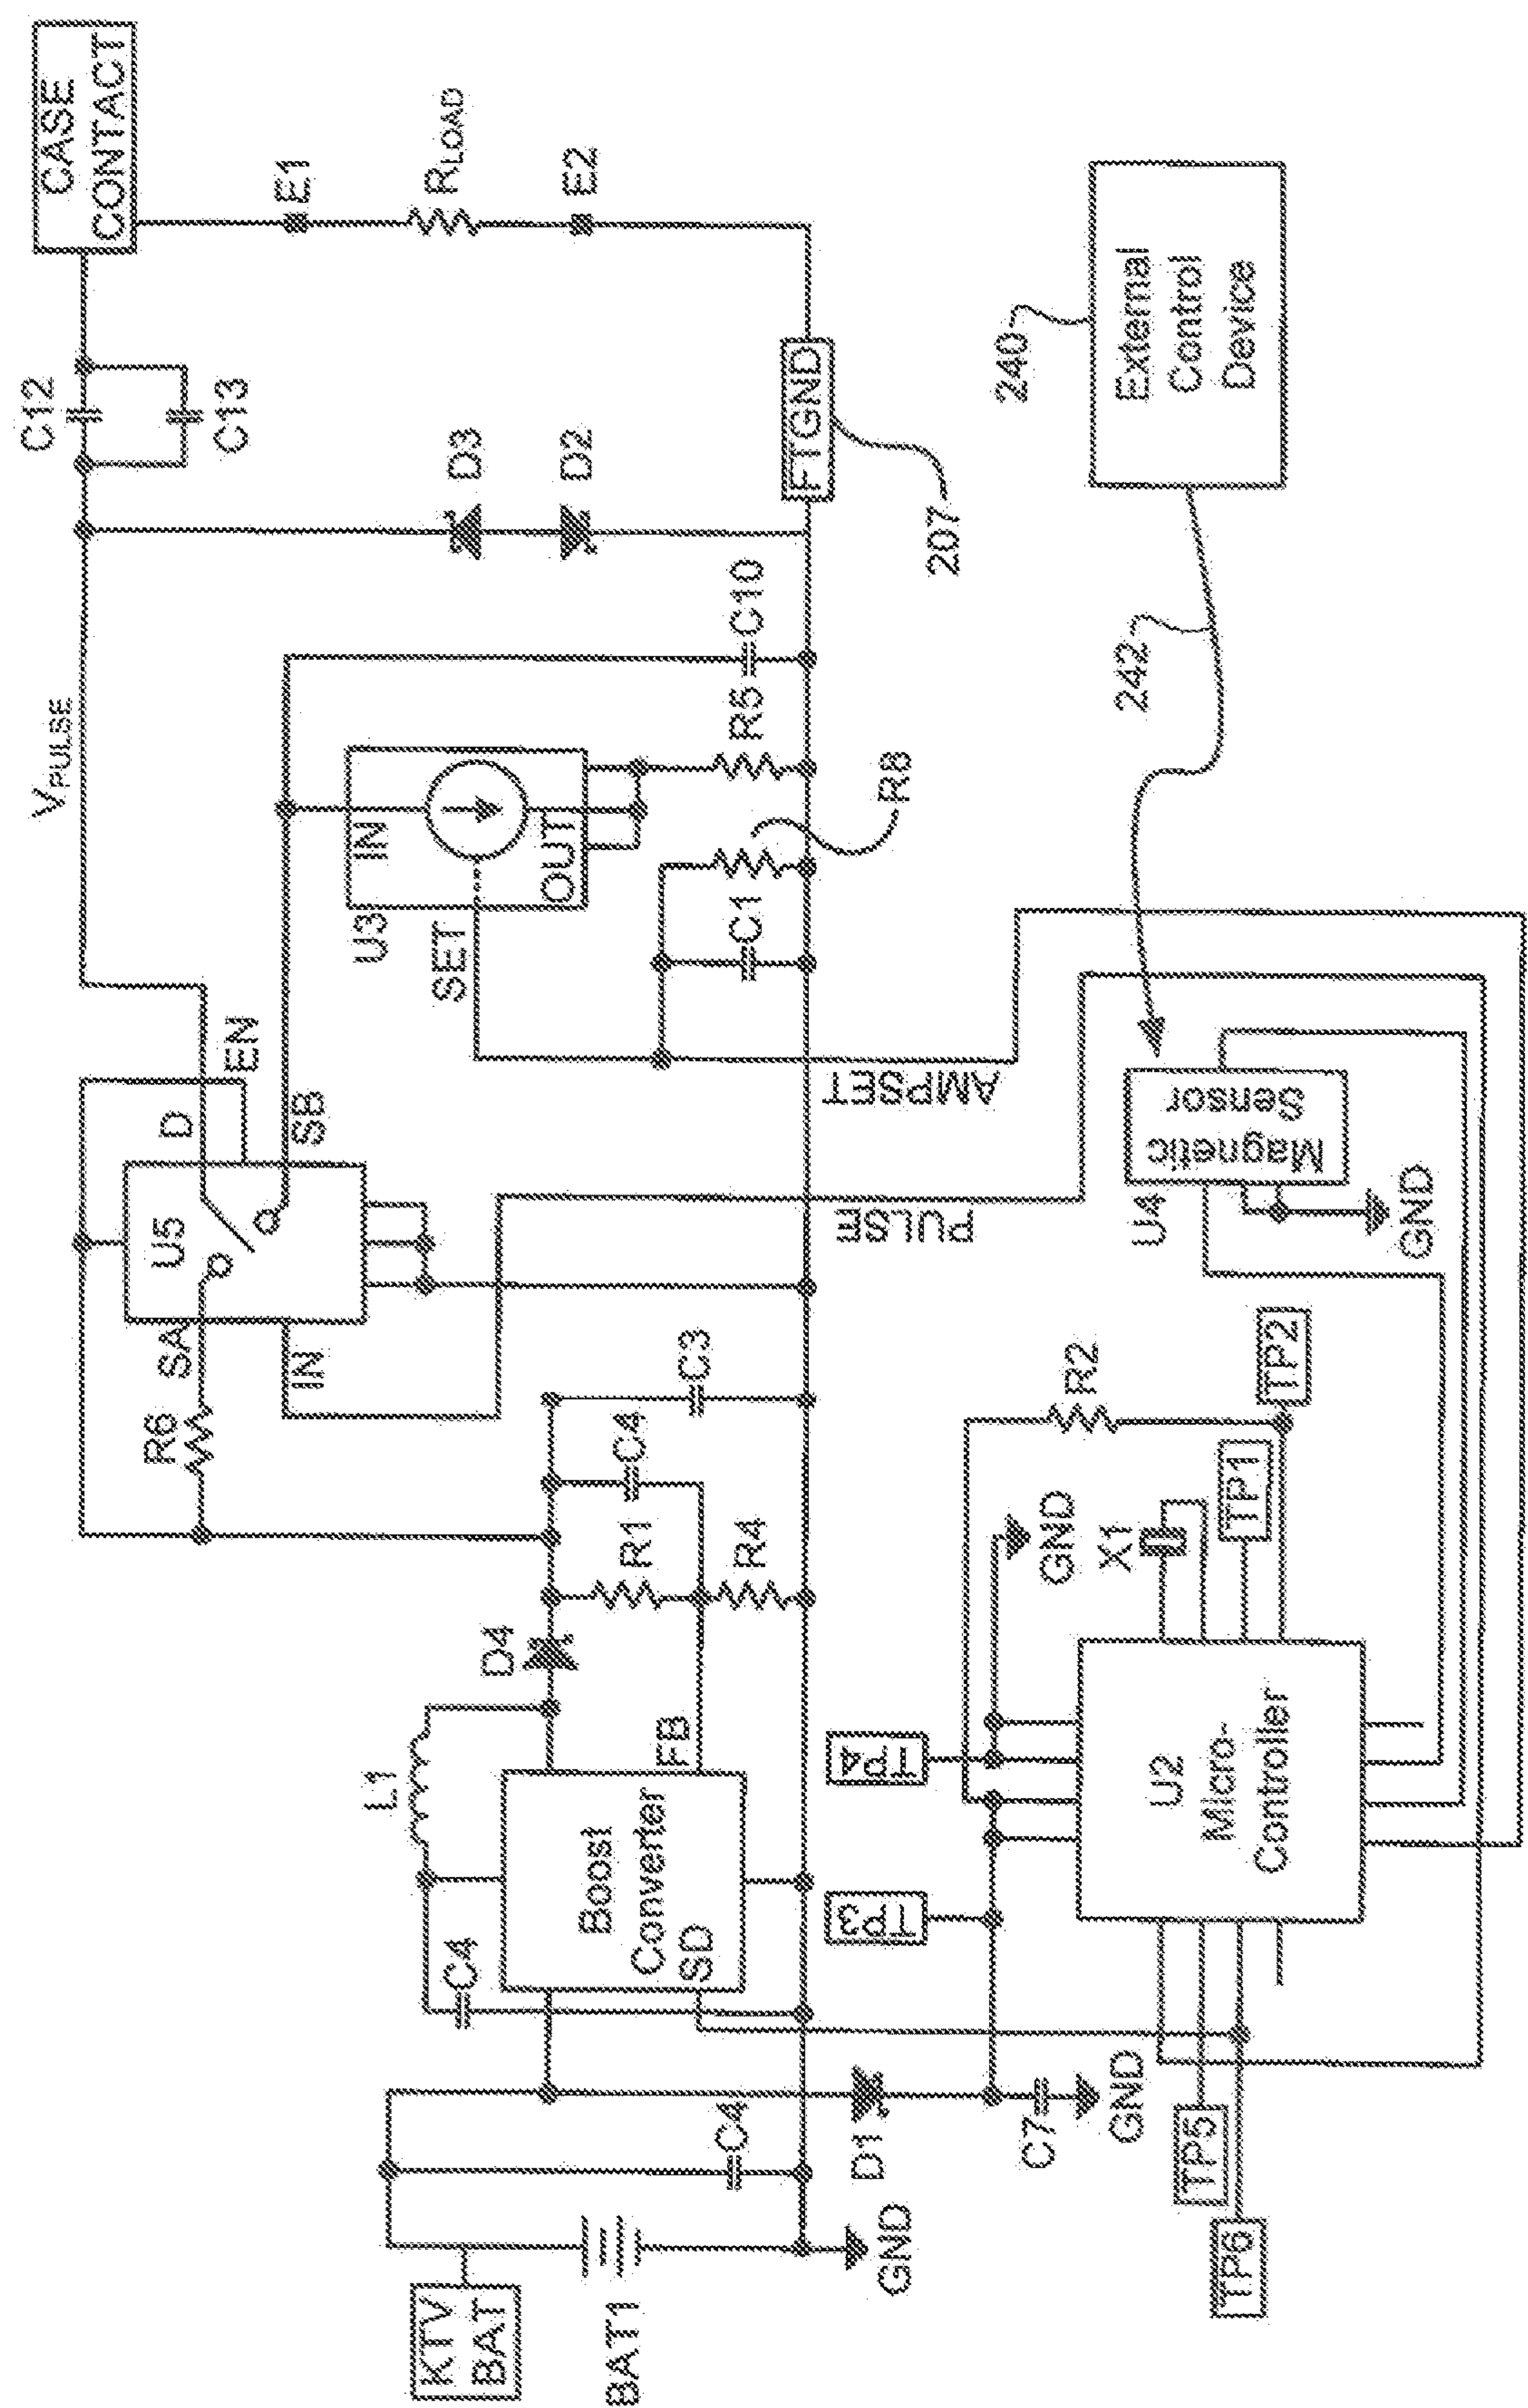 CASE
CONTACT
C12
C13
VPULSE
E1
RLOAD
E2
D3
D2
C10
R5
R8
C1
IN
OUT
U3
SET
FTGND
207
D
EN
SB
U5
SA
IN
R6
AMPSET
PULSE
240
External
Control
Device
242
Magnetic
Sensor
U4
GND
C3
C4
R1
R4
D4
L1
FB
Boost
Converter
SD
C4
KTV
BAT
BAT1
C4
GND
D1
C7
GND
TP3
TP4
GND
R2
X1
TP1
TP2
U2
Micro-
Controller
TP5
TP6